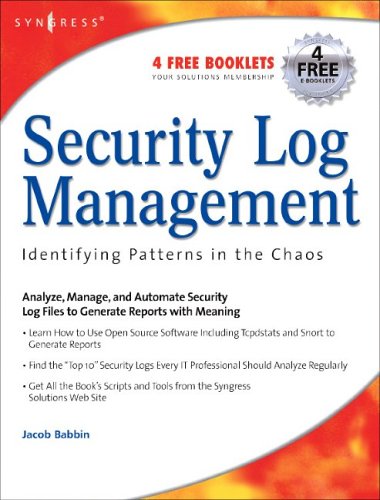 SYNGRESS®
4 FREE BOOKLETS
YOUR SOLUTIONS MEMBERSHIP
4
FREE
E-BOOKLETS
Security Log
Management
Identifying Patterns in the Chaos
Analyze, Manage, and Automate Security
Log Files to Generate Reports with Meaning
• Learn How to Use Open Source Software Including Tcpdstats and Snort to
Generate Reports
• Find the “Top 10” Security Logs Every IT Professional Should Analyze Regularly
• Get All the Book's Scripts and Tools from the Syngress
Solutions Web Site
Jacob Babbin